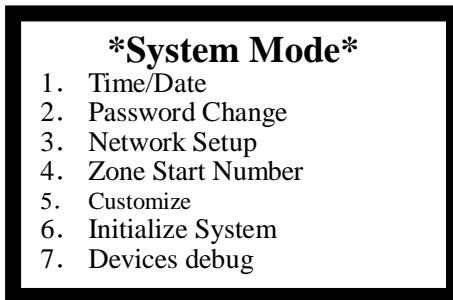 *System Mode*
1. Time/Date
2. Password Change
3. Network Setup
4. Zone Start Number
5. Customize
6. Initialize System
7. Devices debug